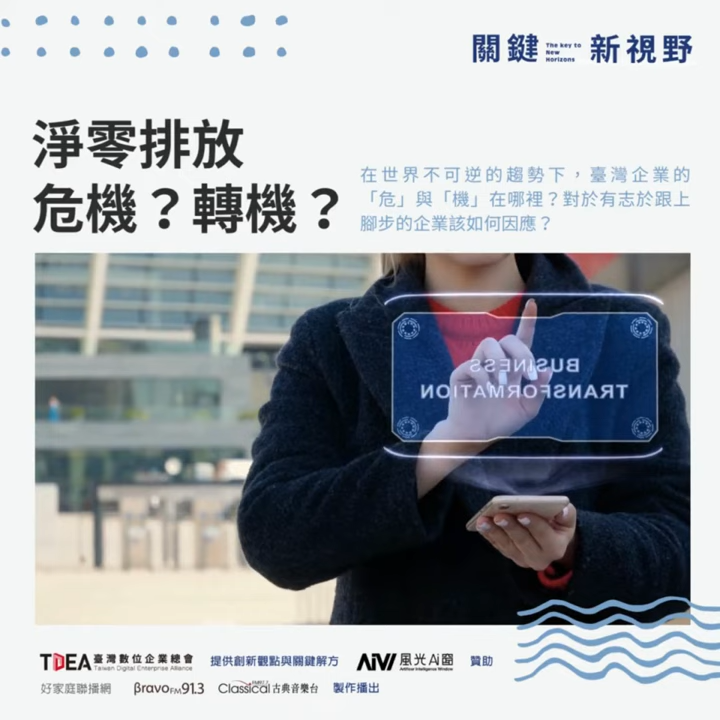 關鍵 The key to New Horizons 新視野
淨零排放
危機？轉機？
在世界不可逆的趨勢下，臺灣企業的
「危」與「機」在哪裡？對於有志於跟上
腳步的企業該如何因應？
BUSINESS
TRANSFORMATION
TDEA 臺灣數位企業總會 Taiwan Digital Enterprise Alliance 提供創新觀點與關鍵解方 AiW 風光Ai窗 Artificial Intelligence Window 贊助
好家庭聯播網 Bravo FM91.3 Classical 古典音樂台 製作播出